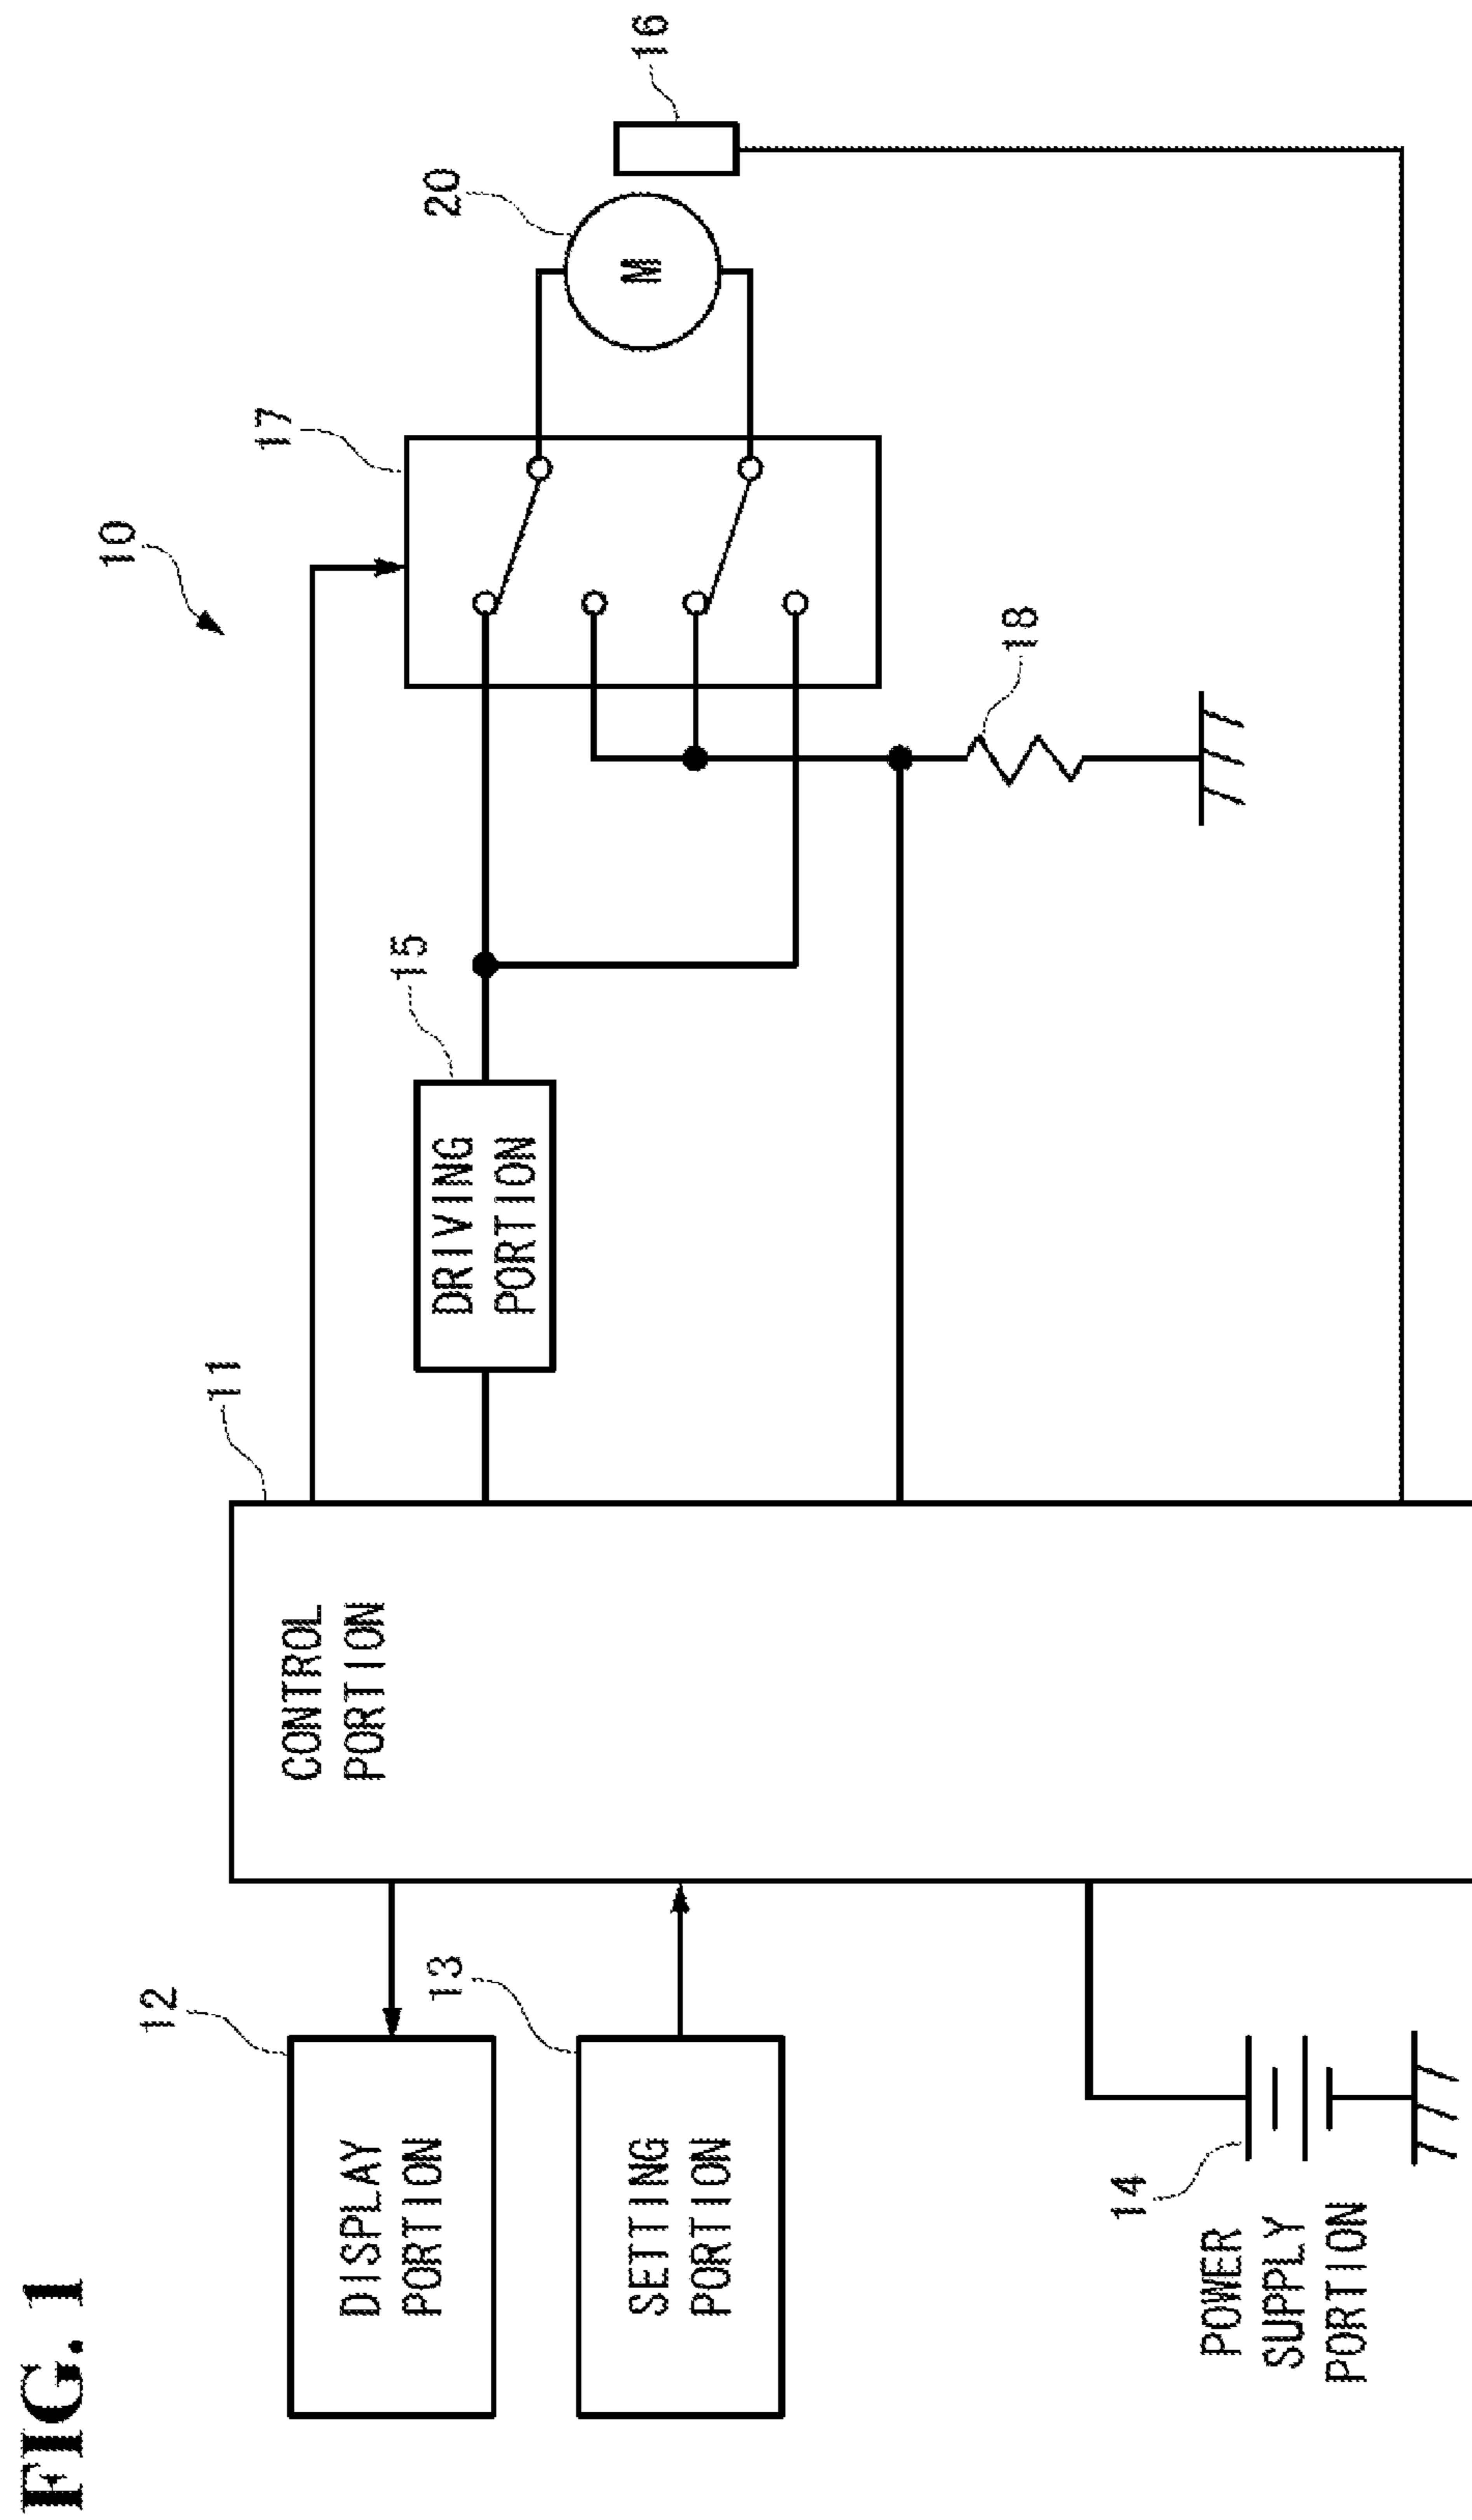 FIG. 1
10
11
CONTROL
PORTION
12
DISPLAY
PORTION
13
SETTING
PORTION
14
POWER
SUPPLY
PORTION
15
DRIVING
PORTION
17
20
M
16
18